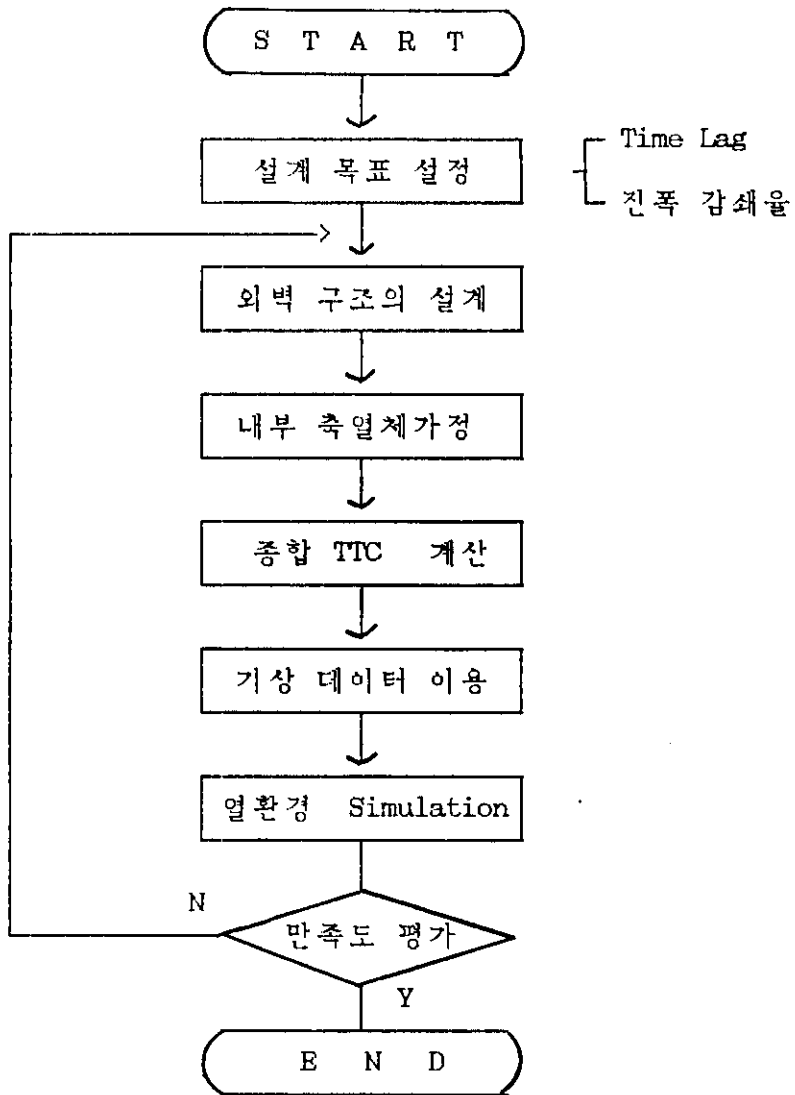 S T A R T
설계 목표 설정
Time Lag
진폭 감쇄율
외벽 구조의 설계
내부 축열체가정
종합 TTC 계산
기상 데이터 이용
열환경 Simulation
N
만족도 평가
Y
E N D